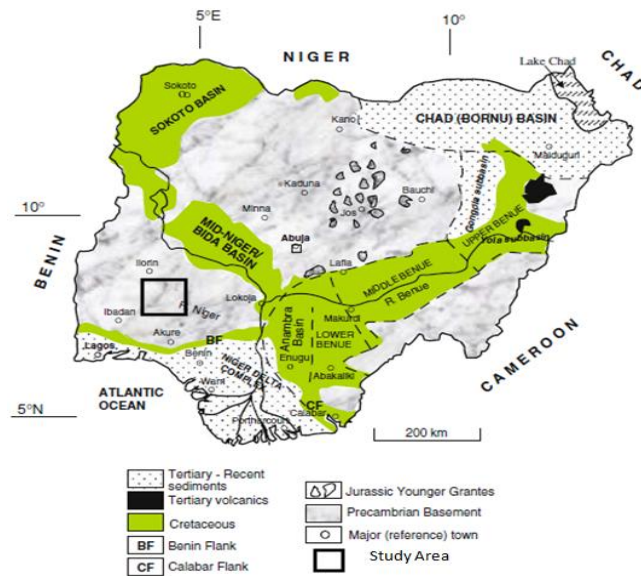 5°E
10°
NIGER
CHAD
Lake Chad
Sokoto
SOKOTO BASIN
Kano
CHAD (BORNU) BASIN
Maiduguri
Kaduna
Bauchi
Gongola subbasin
Minna
Jos
10°
MID-NIGER/
BIDA BASIN
Abuja
UPPER BENUE
Yola subbasin
BENIN
Ilorin
Lafia
MIDDLE BENUE
R. Benue
Lokoja
R. Niger
Ibadan
Makurdi
Akure
Anambra
Basin
LOWER
BENUE
Lagos
BF
Benin
Enugu
Abakaliki
CAMEROON
NIGER DELTA
COMPLEX
Warri
ATLANTIC
OCEAN
CF
Calabar
5°N
Portharcourt
200 km
Tertiary - Recent
sediments
Tertiary volcanics
Cretaceous
BF Benin Flank
CF Calabar Flank
Jurassic Younger Grantes
Precambrian Basement
Major (reference) town
Study Area